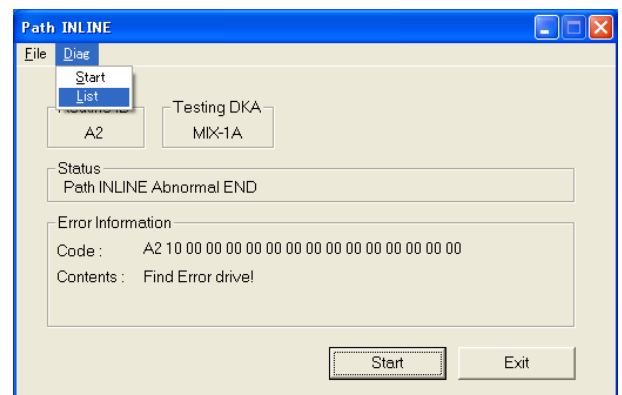 Path INLINE
File Diag
Start
List
Testing DKA
A2 MIX-1A
Status
Path INLINE Abnormal END
Error Information
Code : A2 10 00 00 00 00 00 00 00 00 00 00 00 00 00 00
Contents : Find Error drive!
Start Exit